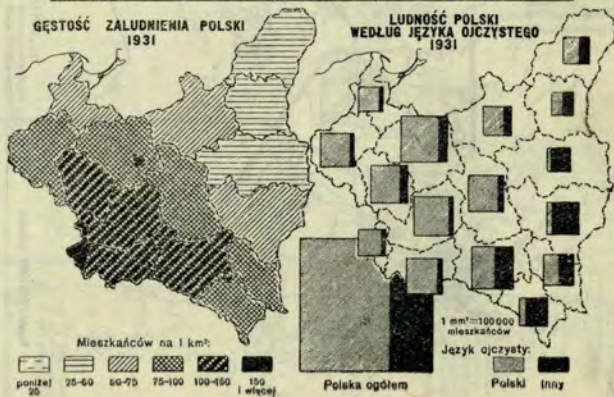 GĘSTOŚĆ ZALUDNIENIA POLSKI
1931
Mieszkańców na 1 km²:
poniżej
25
25-50
50-75
75-100
100-150
150
i więcej
LUDNOŚĆ POLSKI
WEDŁUG JĘZYKA OJCZYSTEGO
1931
1 mm²=100000
mieszkańców
Język ojczysty:
Polska ogółem
Polski
Inny